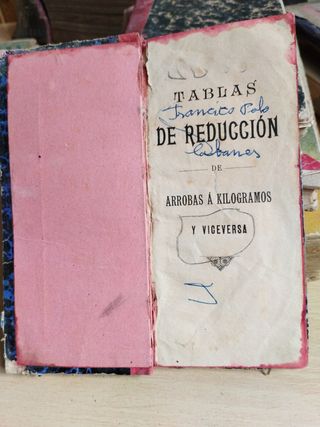 TABLAS
Francisco Polo
DE REDUCCIÓN
Cabanes
DE
ARROBAS Á KILOGRAMOS
Y VICEVERSA